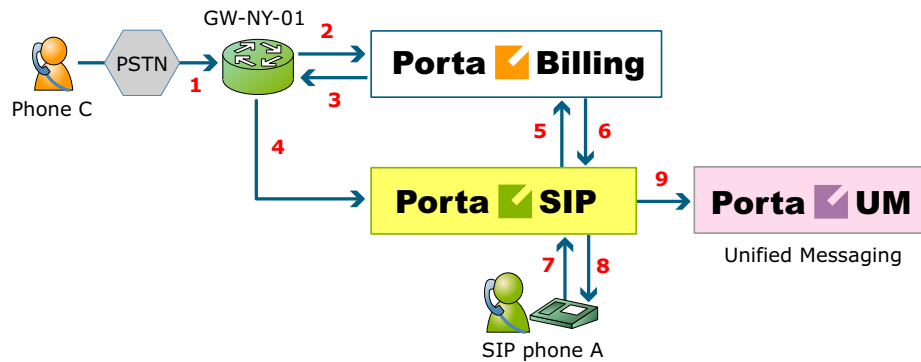 GW-NY-01
PSTN
Phone C
1
2
3
4
Porta Billing
5
6
Porta SIP
9
Porta UM
Unified Messaging
7
8
SIP phone A